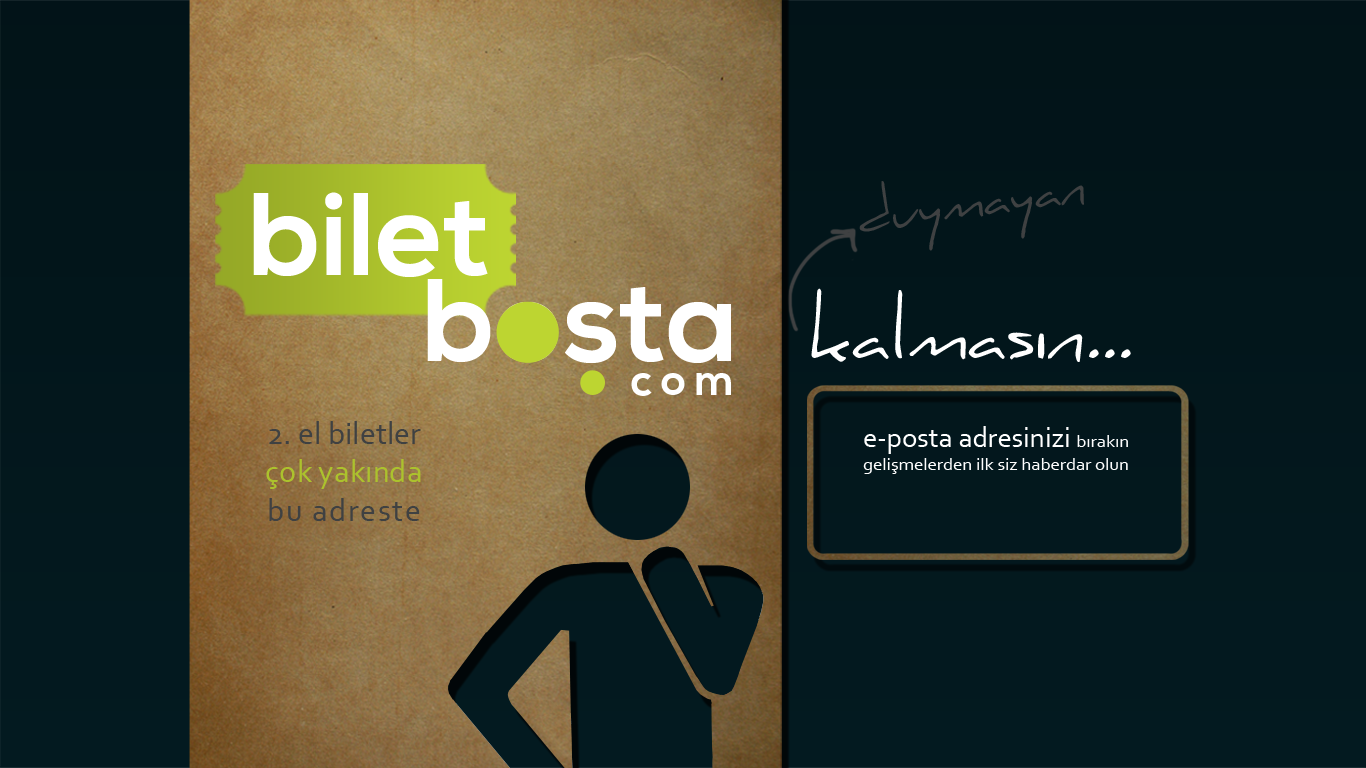 bilet
boşta
.com
2. el biletler
çok yakında
bu adreste
duymayan
kalmasın...
e-posta adresinizi bırakın
gelişmelerden ilk siz haberdar olun